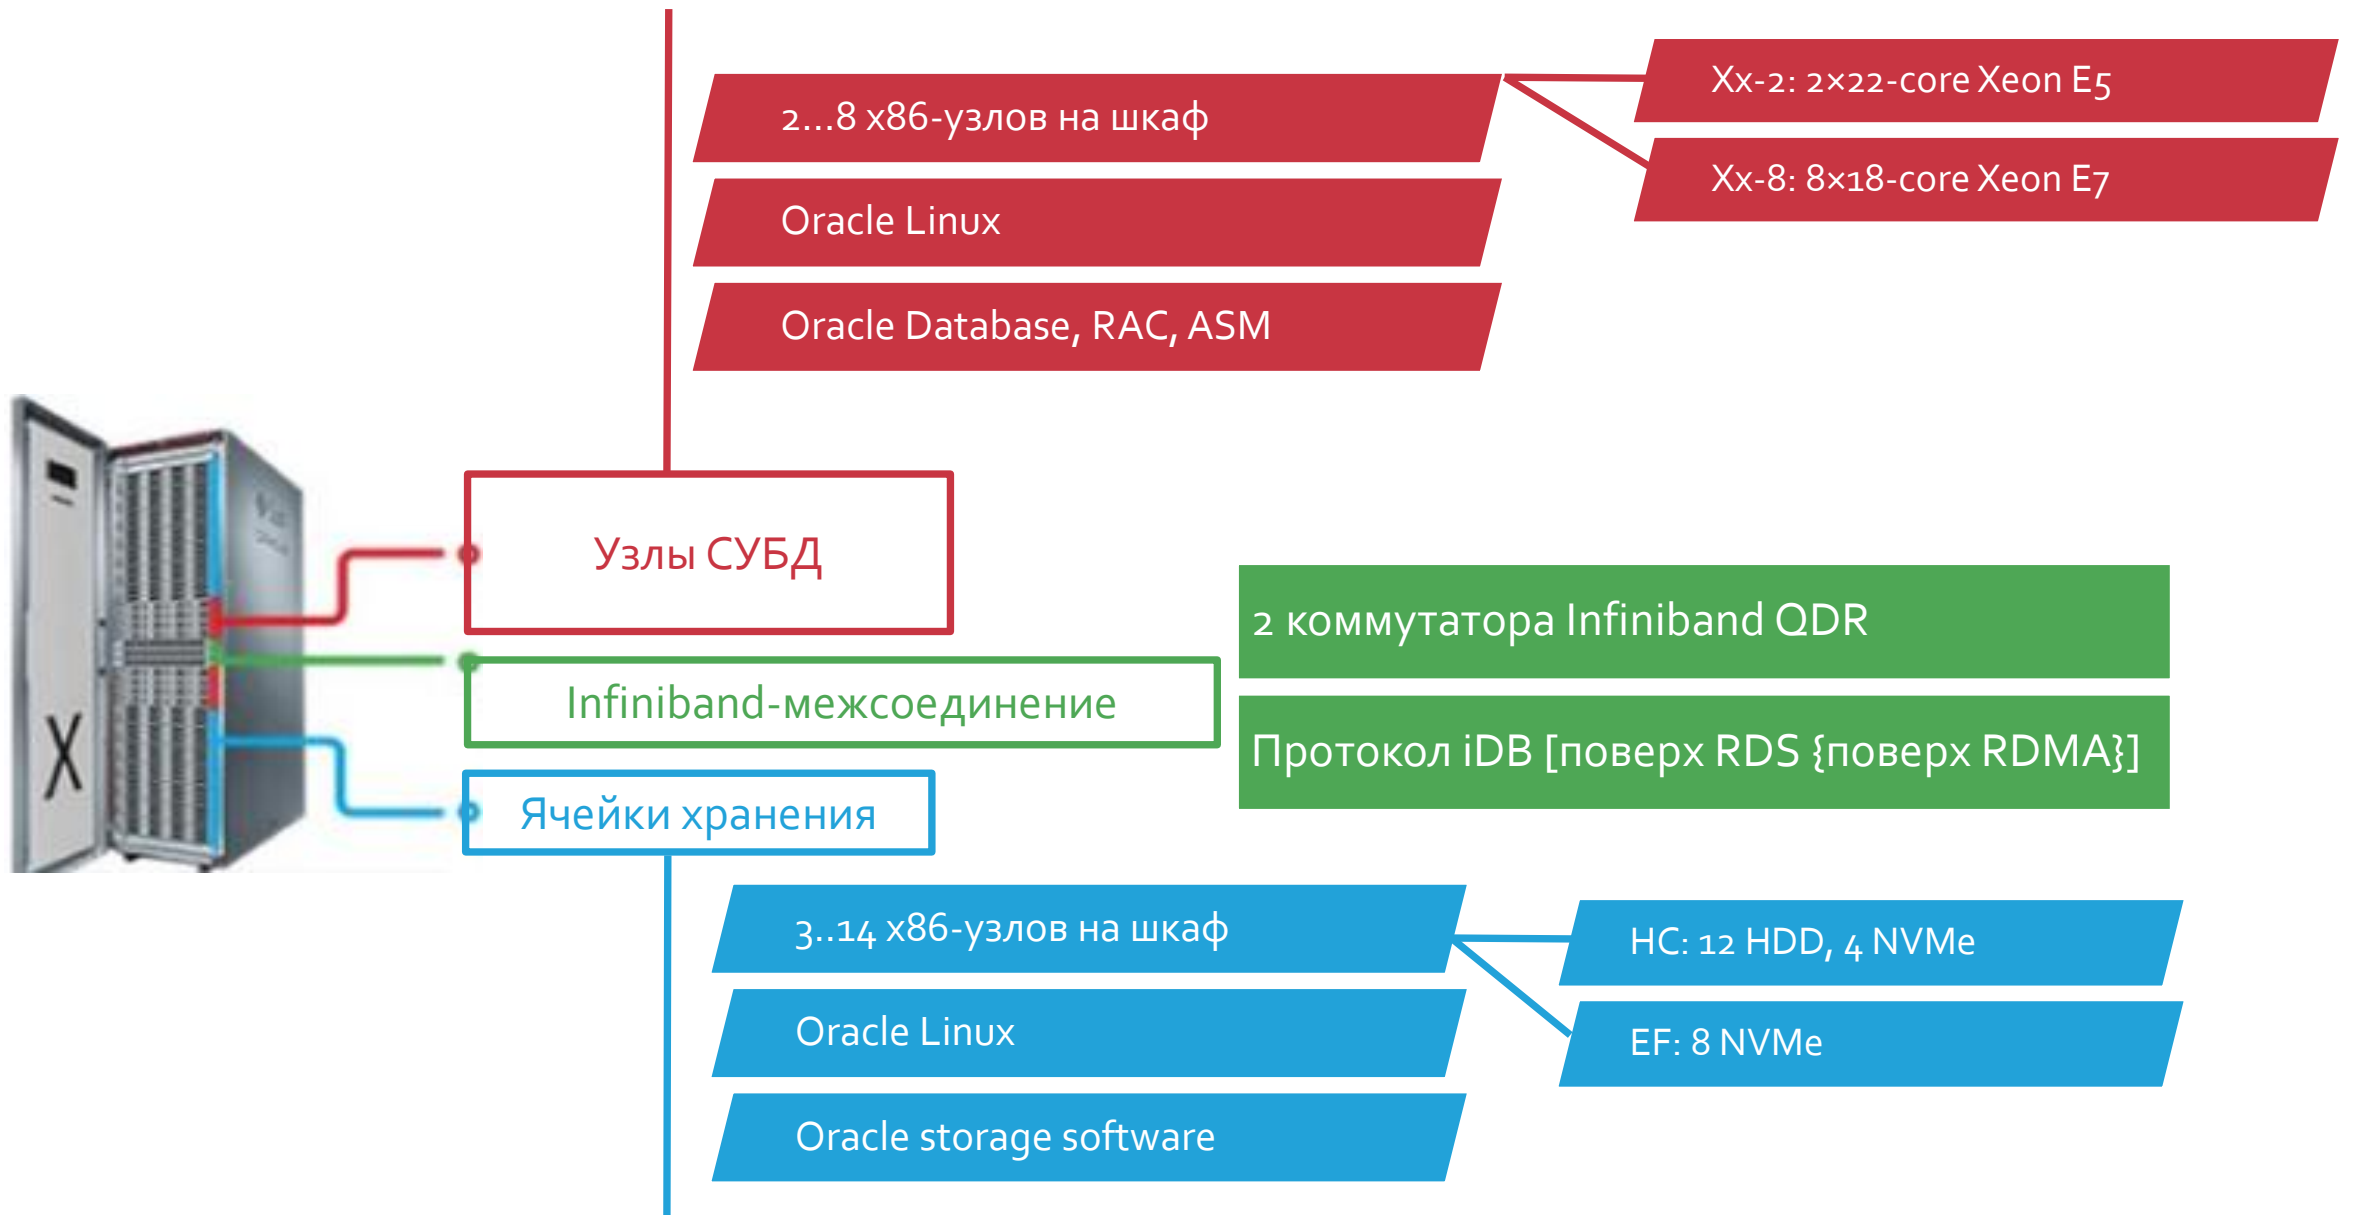 2...8 x86-узлов на шкаф
Xx-2: 2×22-core Xeon E5
Xx-8: 8×18-core Xeon E7
Oracle Linux
Oracle Database, RAC, ASM
Узлы СУБД
Infiniband-межсоединение
2 коммутатора Infiniband QDR
Протокол iDB [поверх RDS {поверх RDMA}]
Ячейки хранения
3..14 x86-узлов на шкаф
HC: 12 HDD, 4 NVMe
EF: 8 NVMe
Oracle Linux
Oracle storage software
X